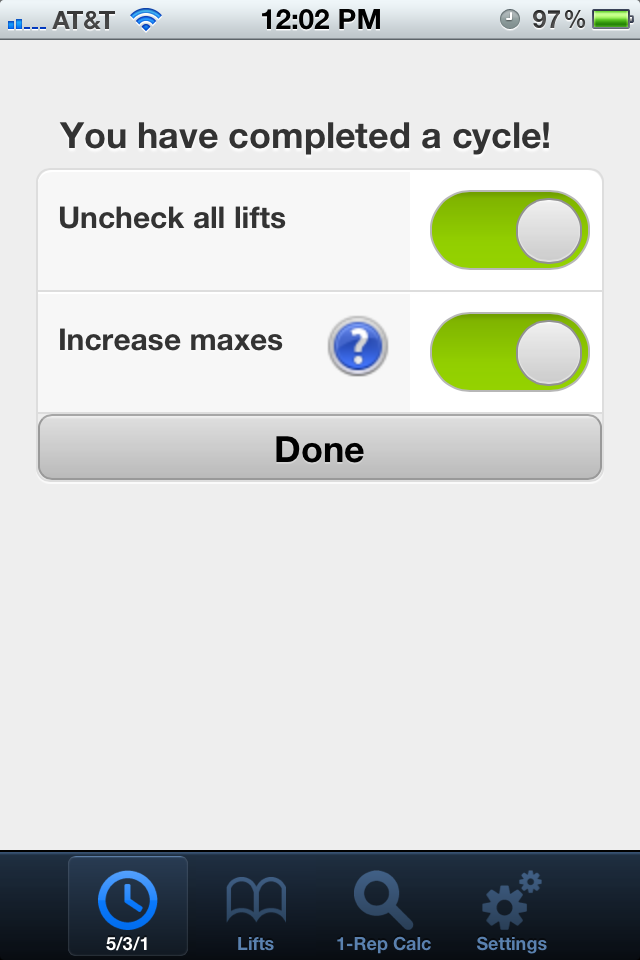 AT&T 12:02 PM 97%
You have completed a cycle!
Uncheck all lifts
Increase maxes ?
Done
5/3/1 Lifts 1-Rep Calc Settings